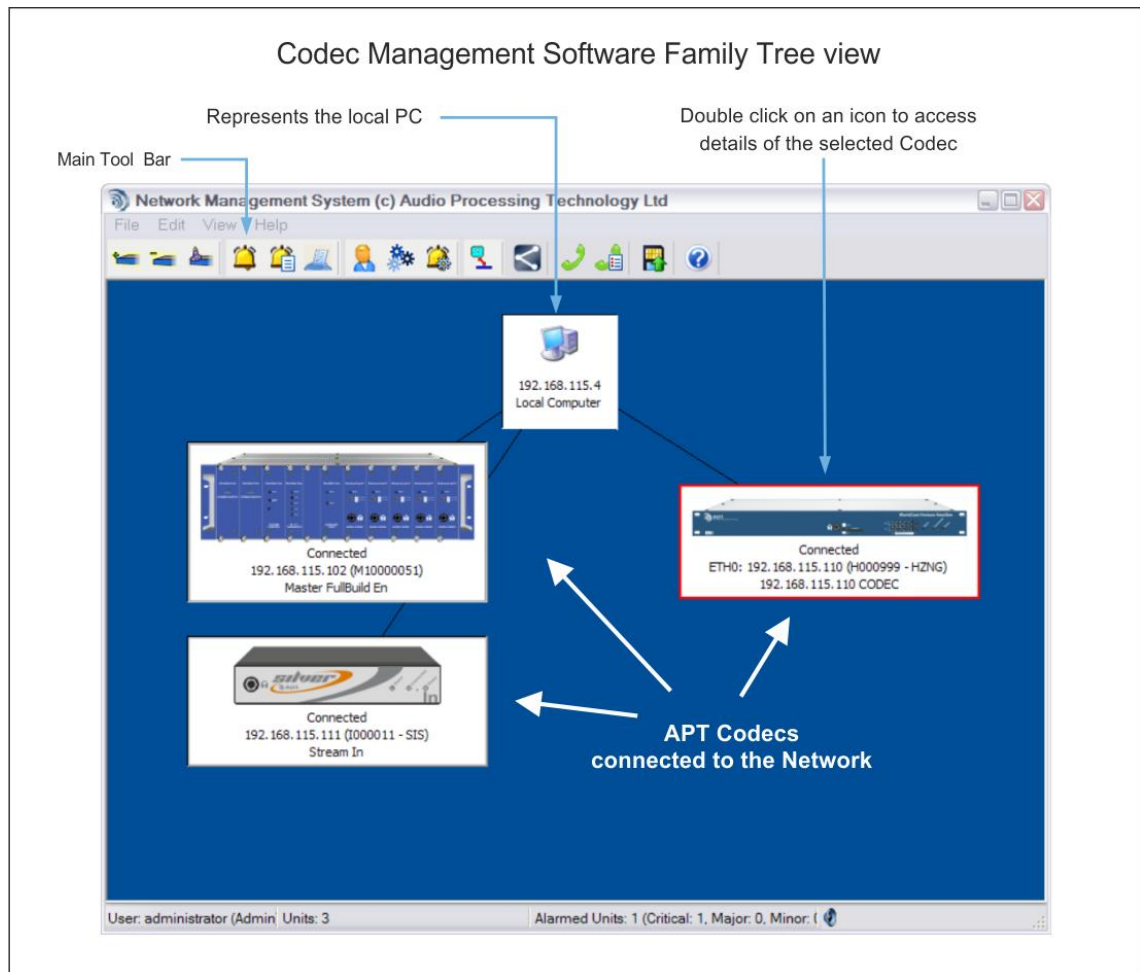 Codec Management Software Family Tree view
Represents the local PC
Double click on an icon to access
details of the selected Codec
Main Tool Bar
Network Management System (c) Audio Processing Technology Ltd
File Edit View Help
192.168.115.4
Local Computer
Connected
192.168.115.102 (M10000051)
Master FullBuild En
Connected
ETH0: 192.168.115.110 (H000999 - HZNG)
192.168.115.110 CODEC
silver
in
Connected
192.168.115.111 (I000011 - SIS)
Stream In
APT Codecs
connected to the Network
User: administrator (Admin Units: 3 Alarmed Units: 1 (Critical: 1, Major: 0, Minor: (